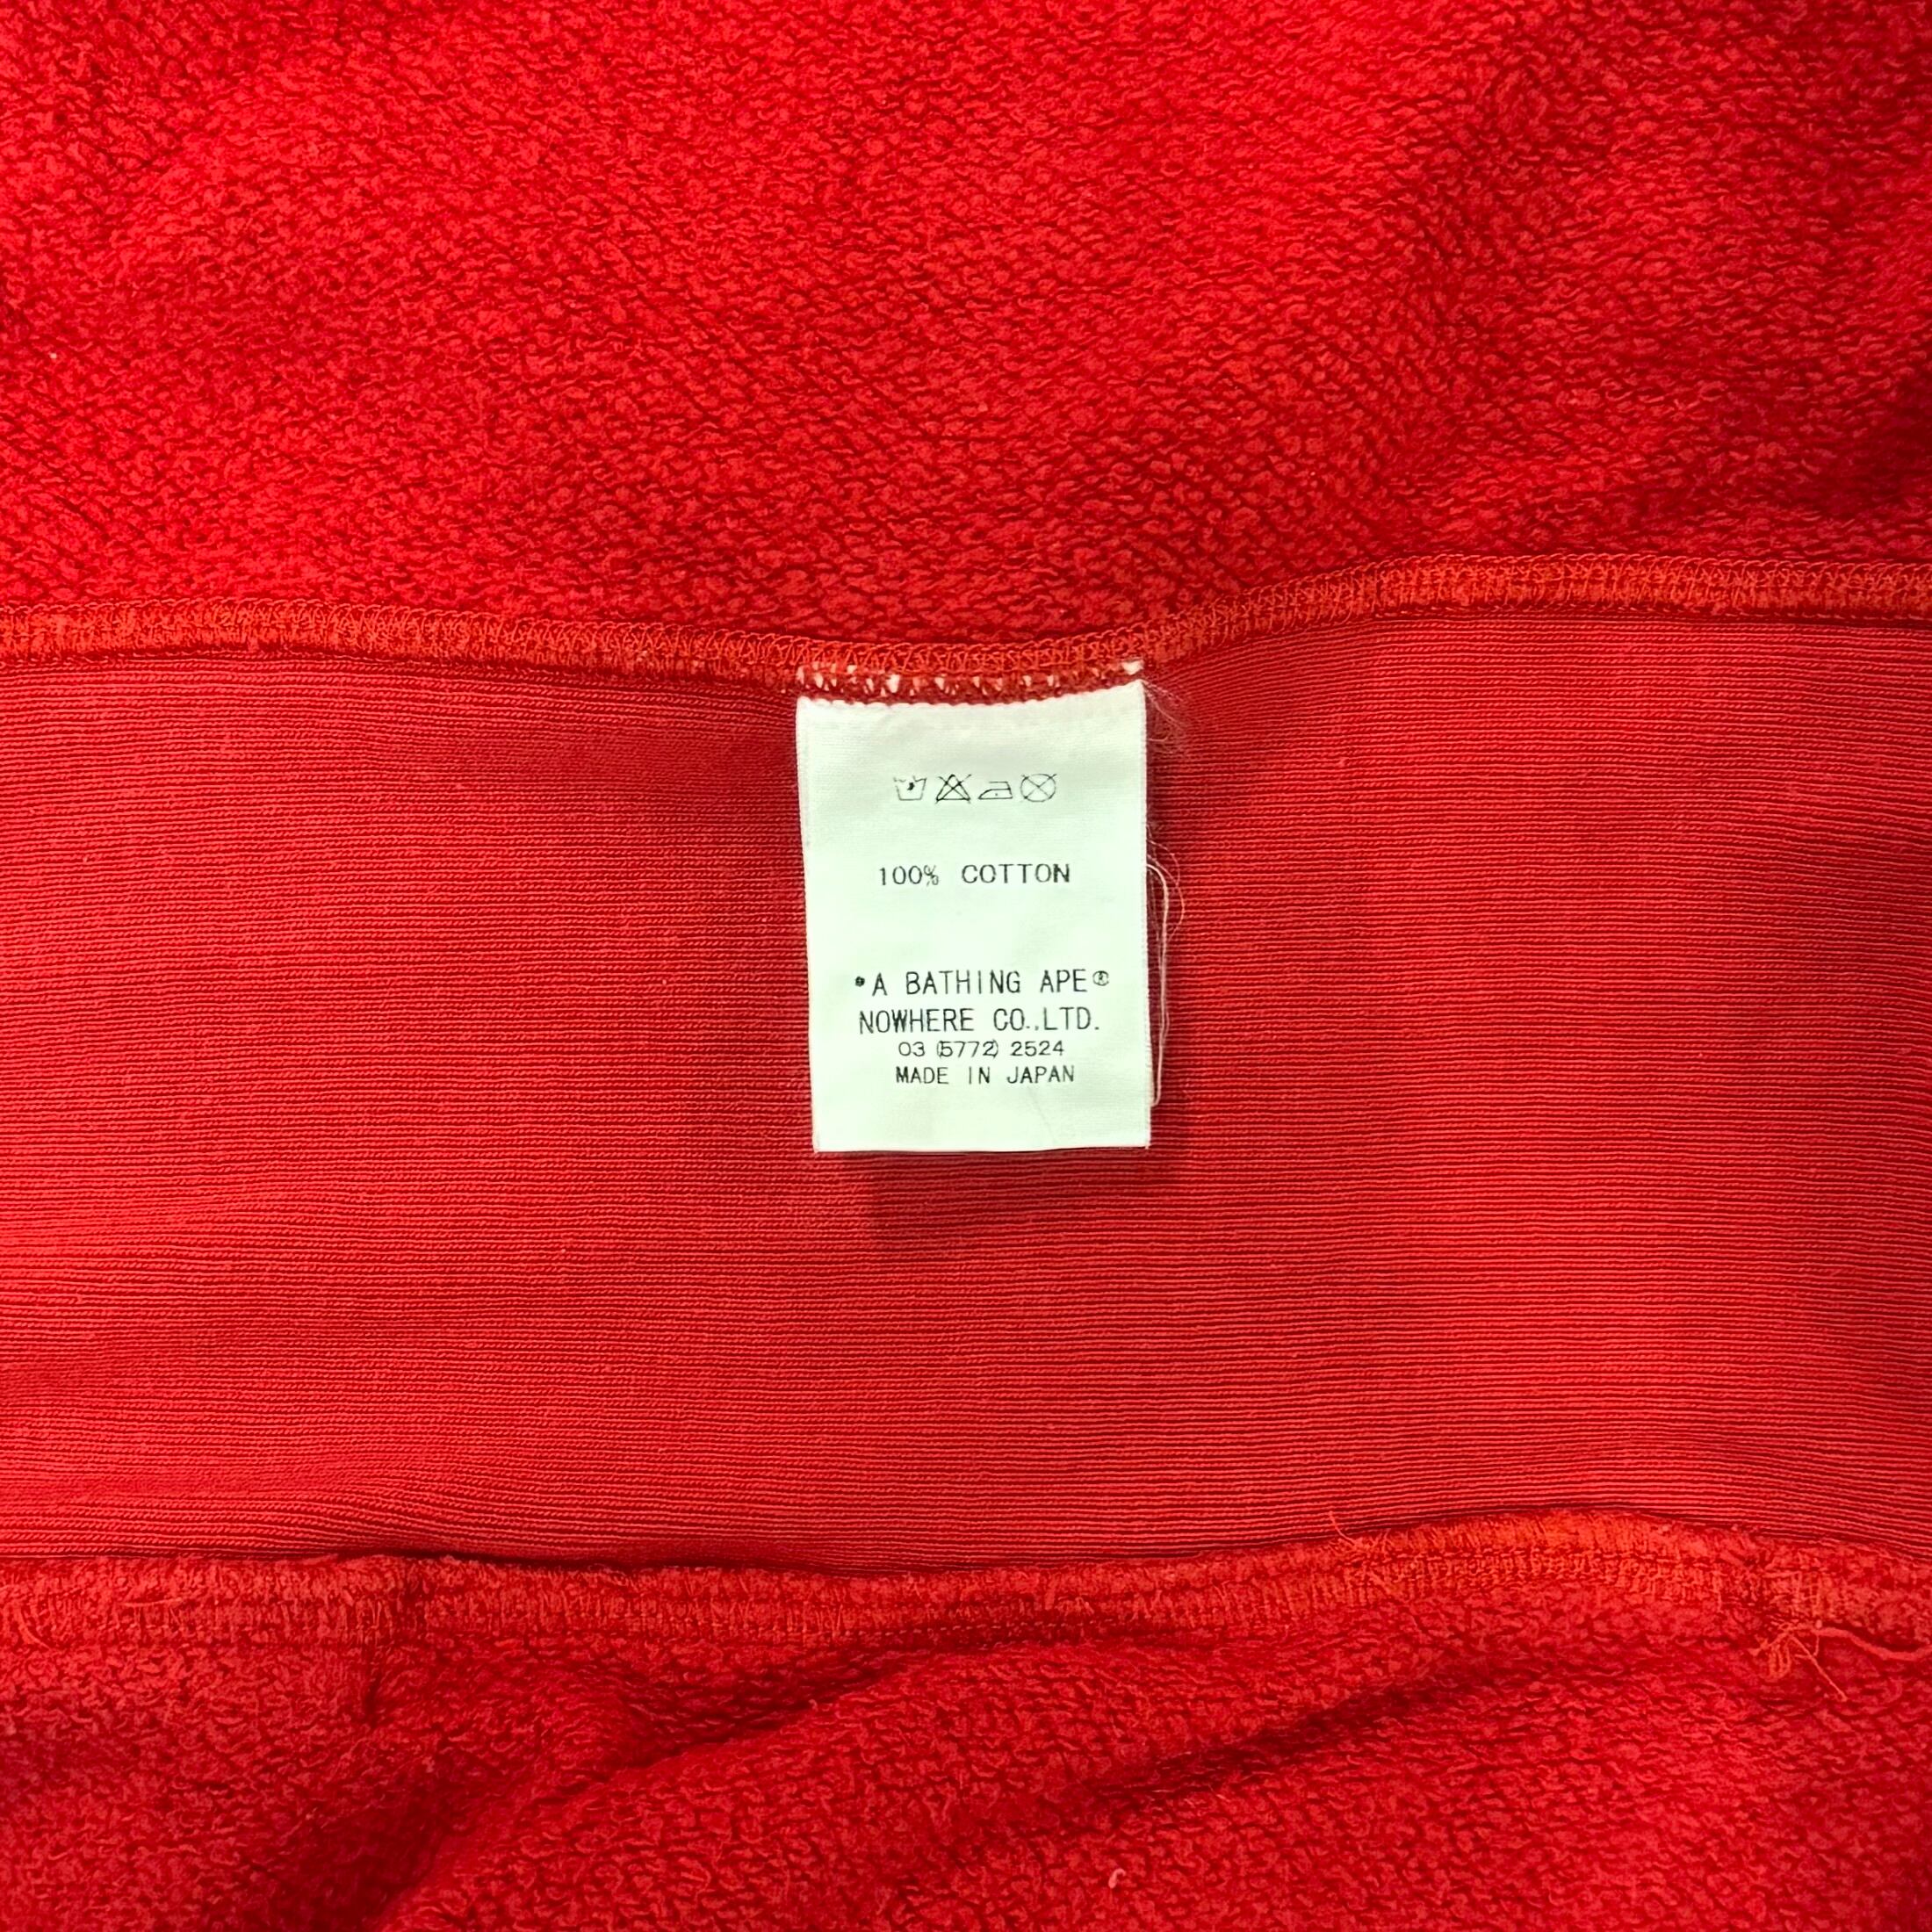 100% COTTON
•A BATHING APE®
NOWHERE CO.,LTD.
03 (5772) 2524
MADE IN JAPAN